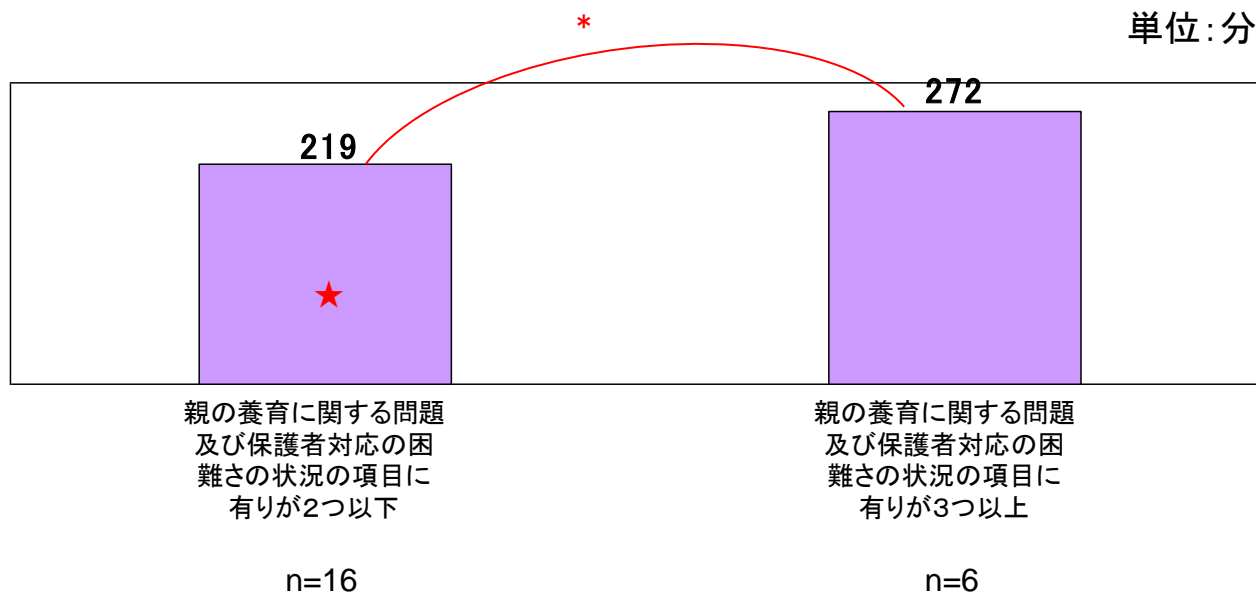 *
単位：分
219
272
★
親の養育に関する問題
及び保護者対応の困
難さの状況の項目に
有りが2つ以下
親の養育に関する問題
及び保護者対応の困
難さの状況の項目に
有りが3つ以上
n=16
n=6